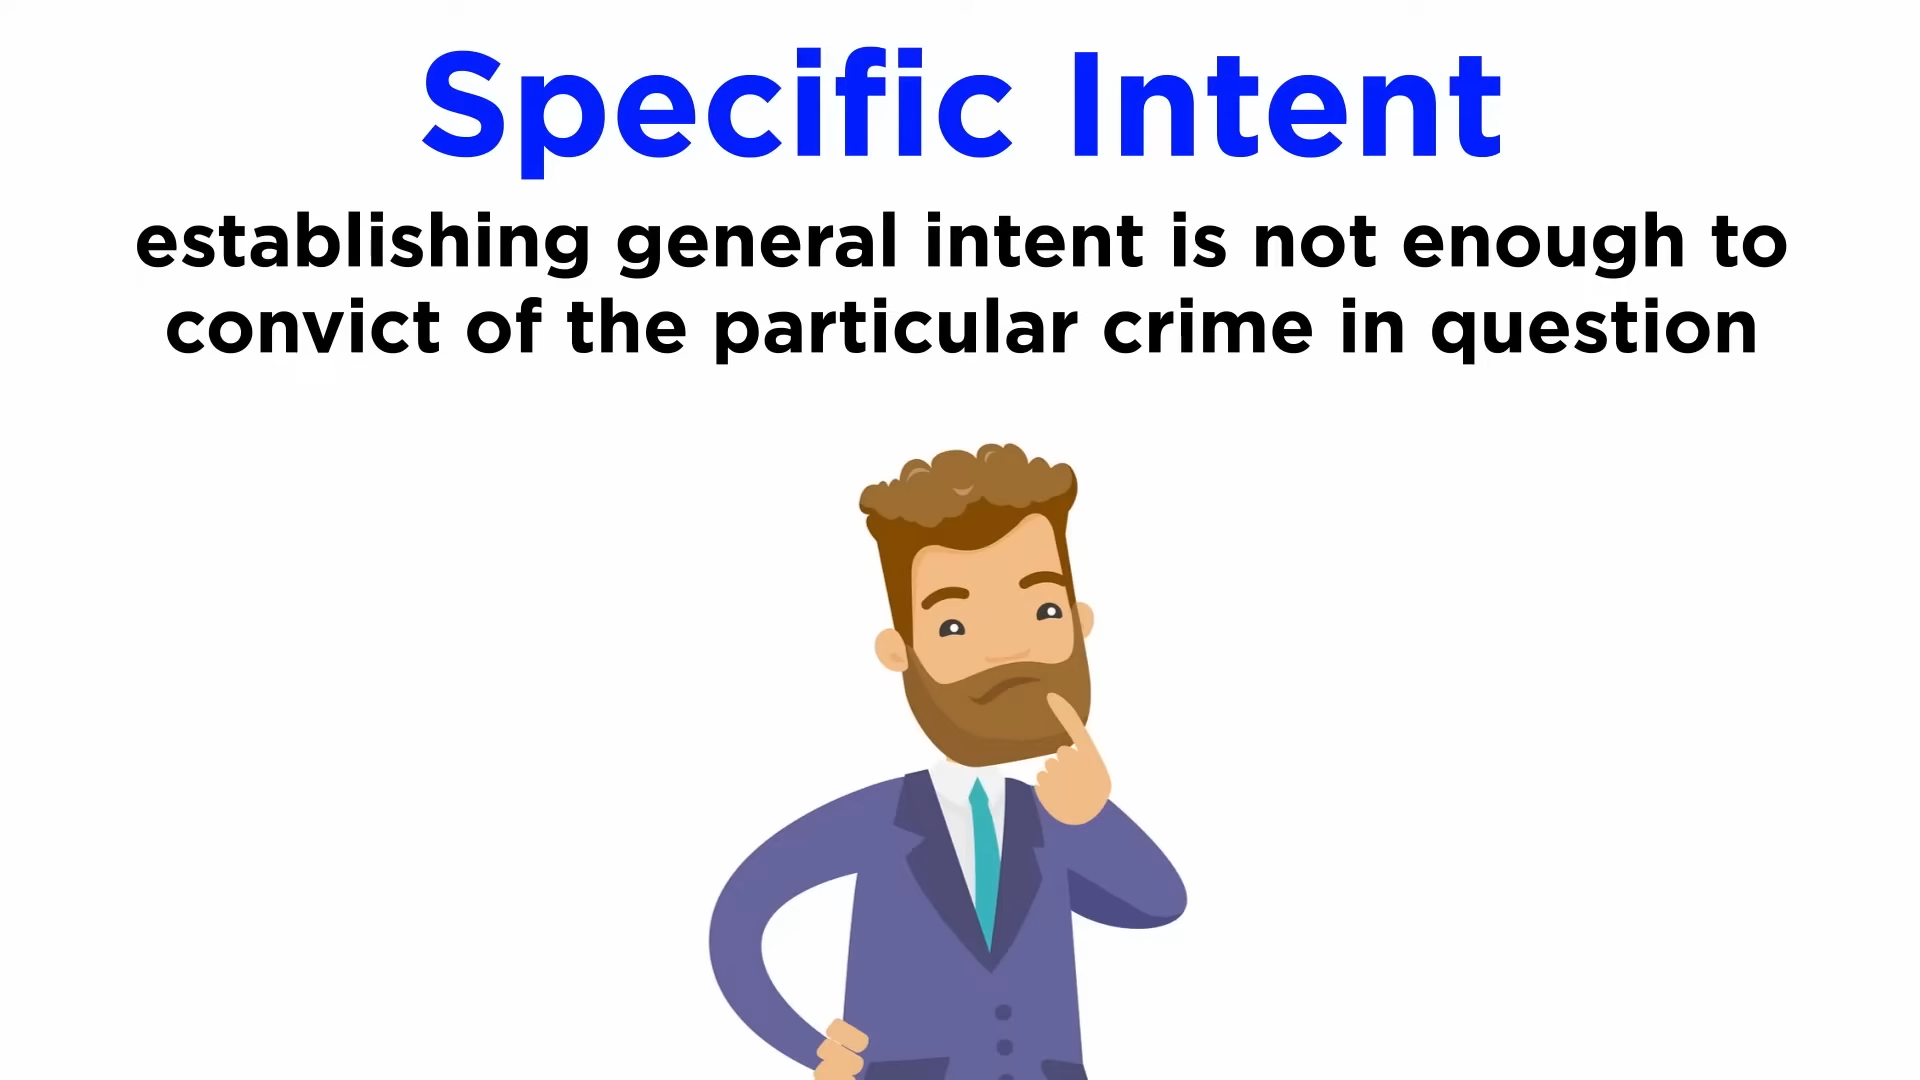 Specific Intent
establishing general intent is not enough to
convict of the particular crime in question